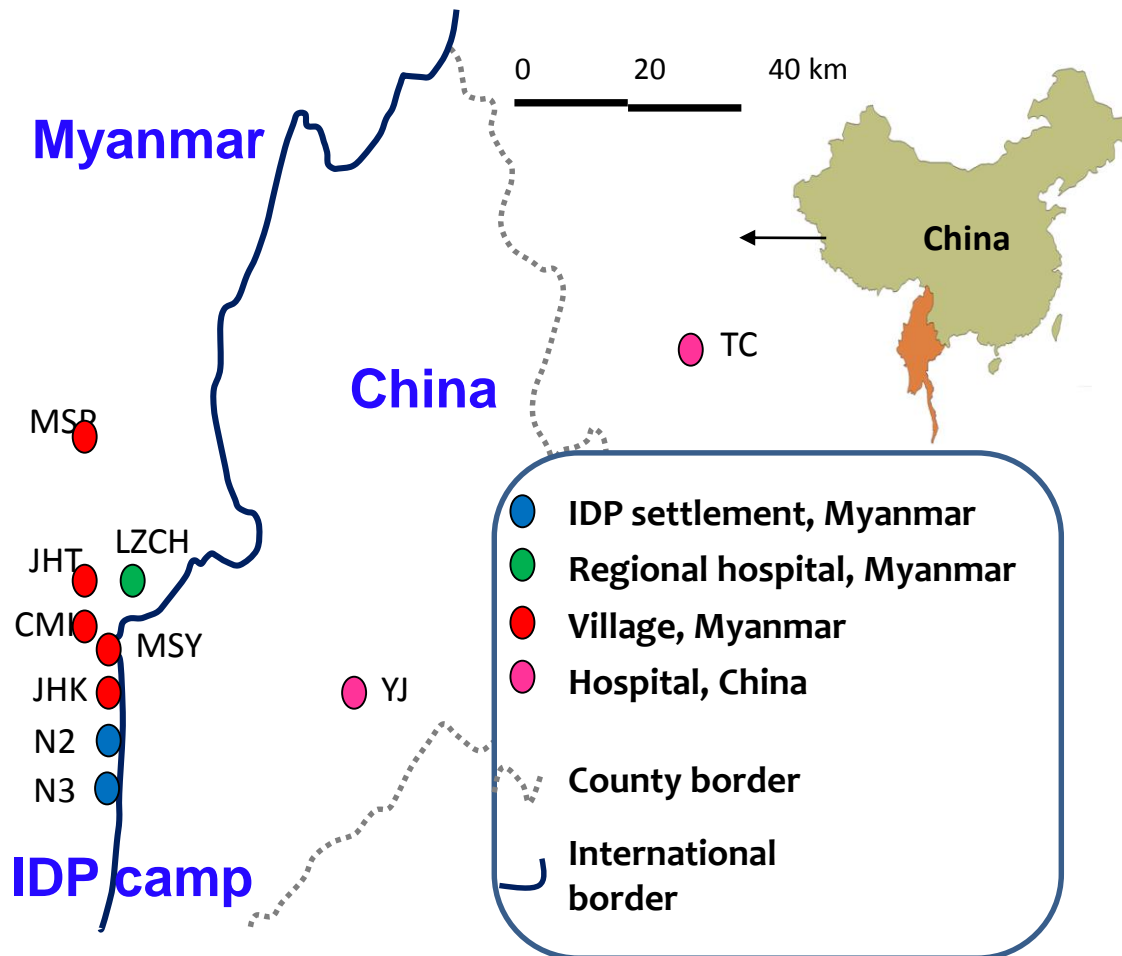 0 20 40 km
Myanmar
China
TC
China
MSP
LZCH
JHT
MSY
JHK
YJ
N2
N3
IDP camp
IDP settlement, Myanmar
Regional hospital, Myanmar
Village, Myanmar
Hospital, China
County border
International
border